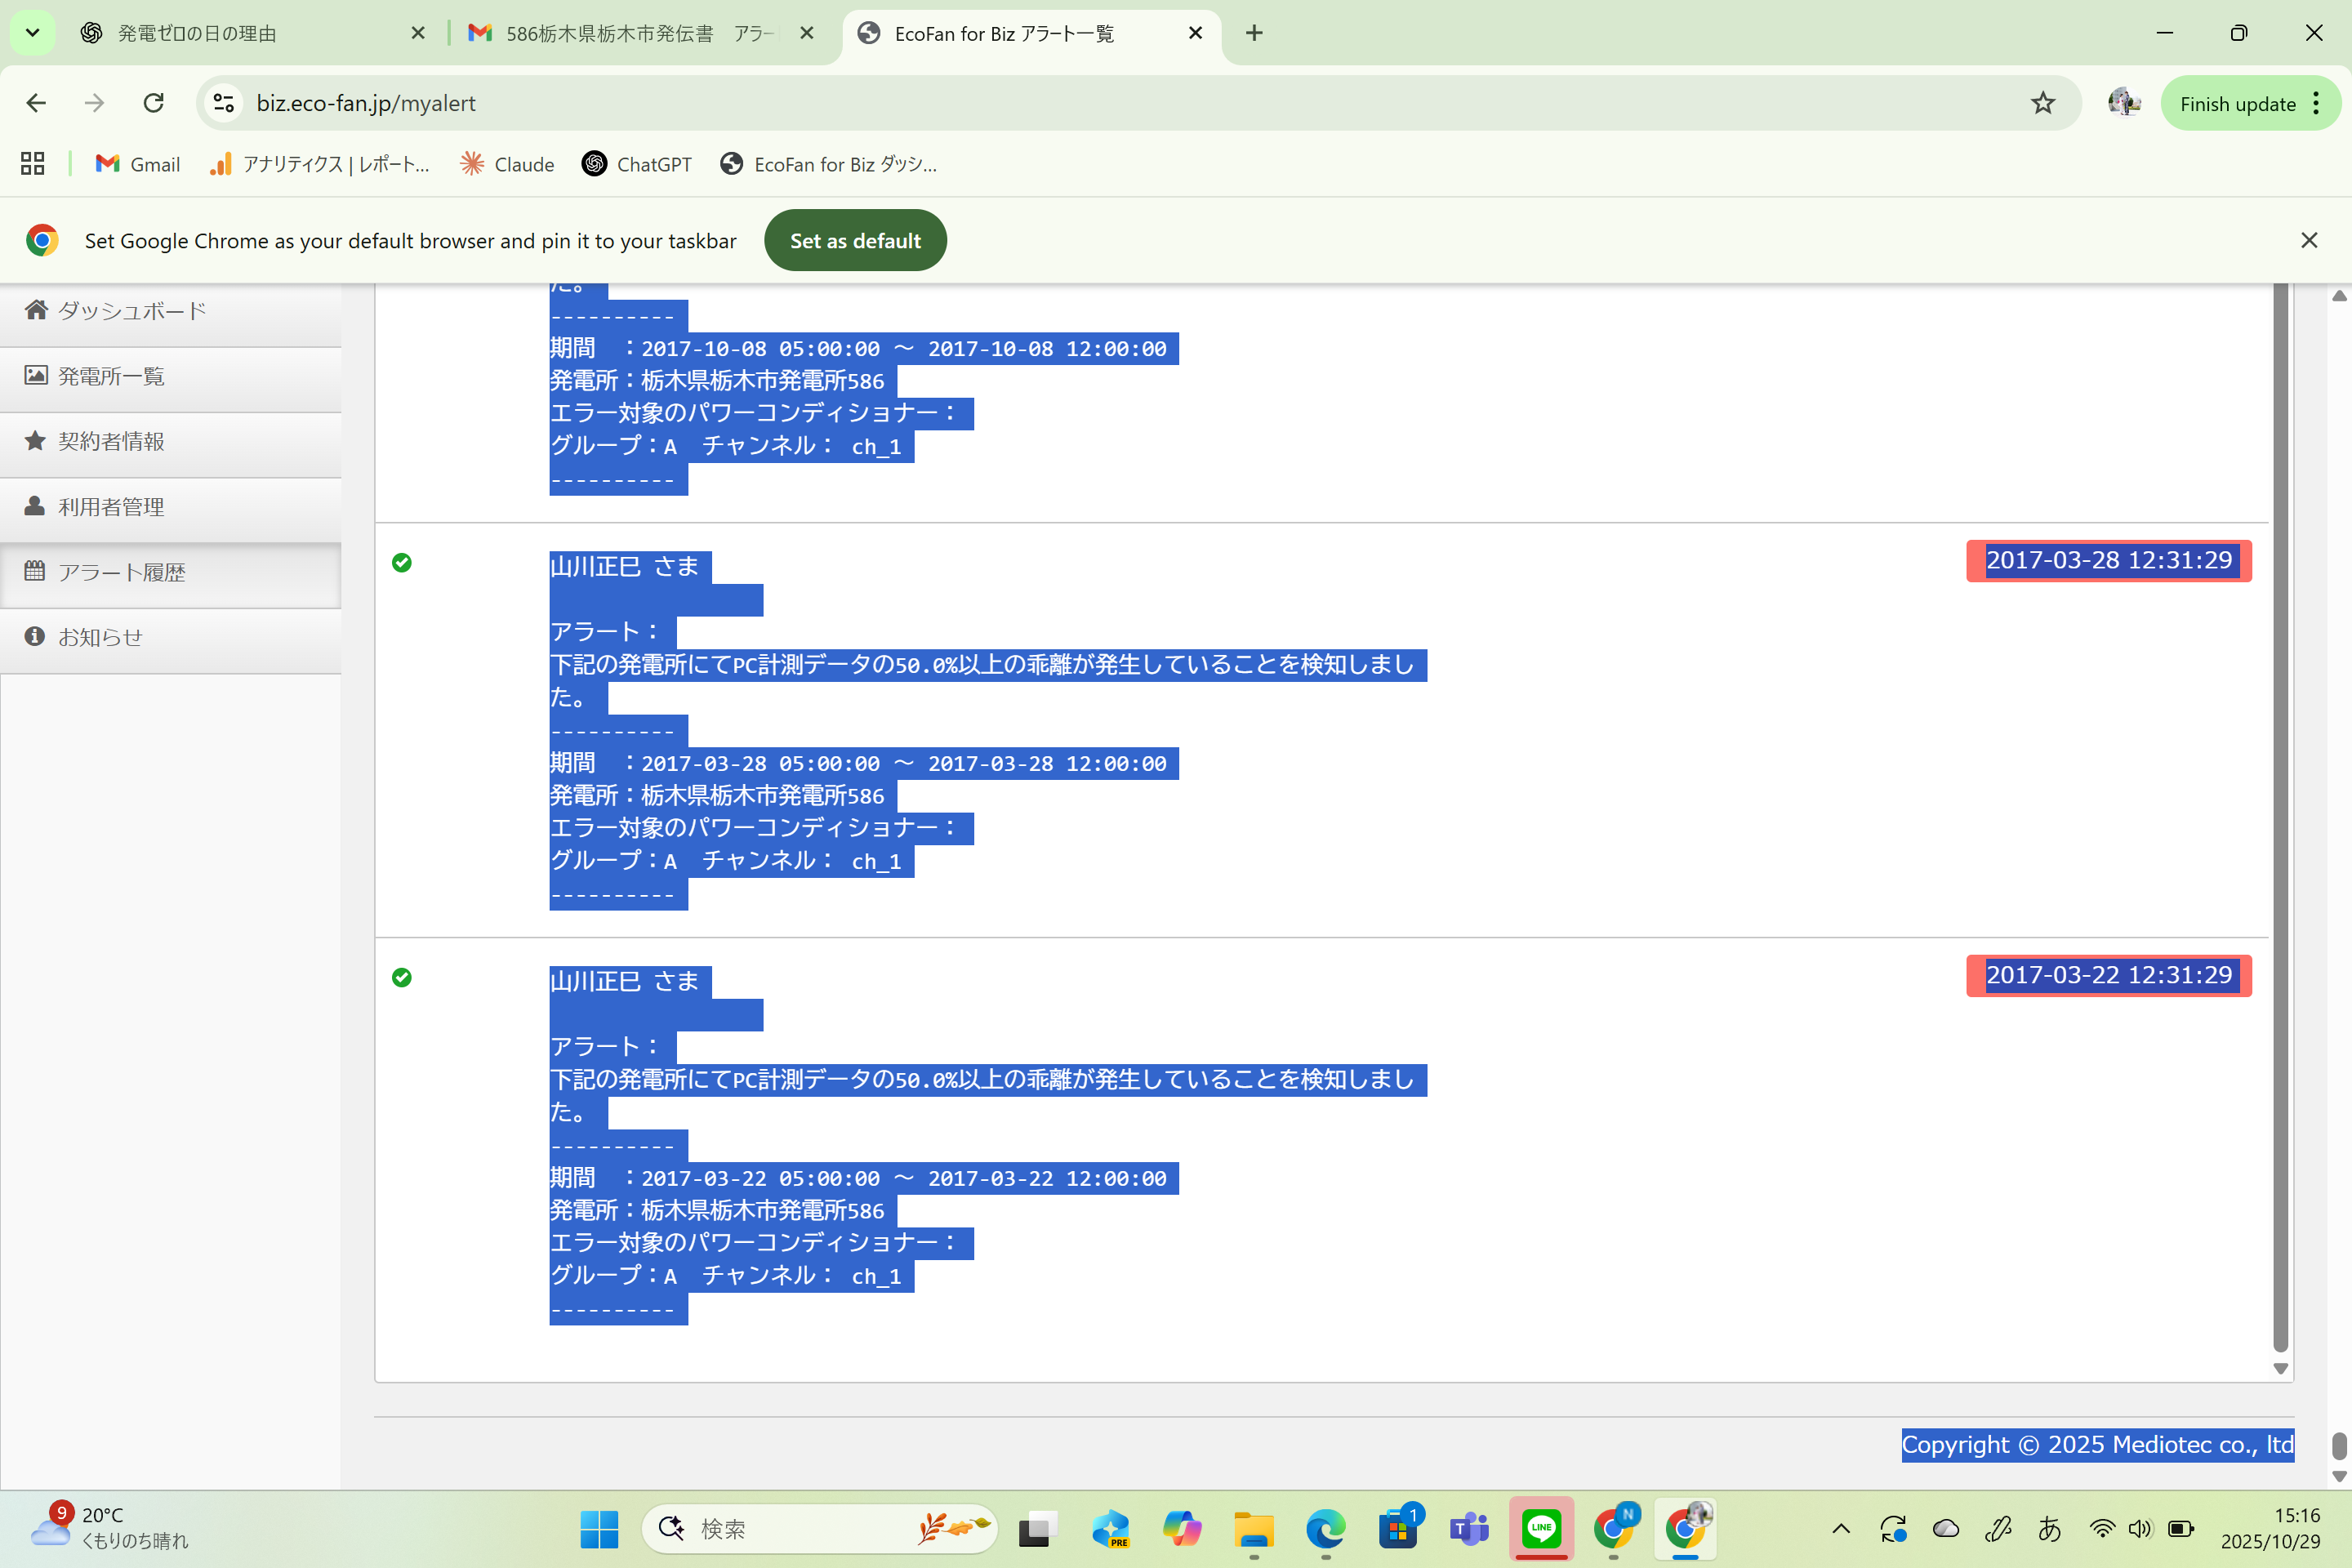 発電ゼロの日の理由
586栃木県栃木市発伝書 アラー
EcoFan for Biz アラート一覧
biz.eco-fan.jp/myalert
Finish update
Gmail
アナリティクス | レポート...
Claude
ChatGPT
EcoFan for Biz ダッシ...
Set Google Chrome as your default browser and pin it to your taskbar
Set as default
ダッシュボード
発電所一覧
契約者情報
利用者管理
アラート履歴
お知らせ
た。
----------
期間 :2017-10-08 05:00:00 ～ 2017-10-08 12:00:00
発電所:栃木県栃木市発電所586
エラー対象のパワーコンディショナー:
グループ:A チャンネル: ch_1
----------
山川正巳 さま
2017-03-28 12:31:29
アラート:
下記の発電所にてPC計測データの50.0%以上の乖離が発生していることを検知しまし
た。
----------
期間 :2017-03-28 05:00:00 ～ 2017-03-28 12:00:00
発電所:栃木県栃木市発電所586
エラー対象のパワーコンディショナー:
グループ:A チャンネル: ch_1
----------
山川正巳 さま
2017-03-22 12:31:29
アラート:
下記の発電所にてPC計測データの50.0%以上の乖離が発生していることを検知しまし
た。
----------
期間 :2017-03-22 05:00:00 ～ 2017-03-22 12:00:00
発電所:栃木県栃木市発電所586
エラー対象のパワーコンディショナー:
グループ:A チャンネル: ch_1
----------
Copyright © 2025 Mediotec co., ltd
9
20°C
くもりのち晴れ
検索
PRE
1
T
LINE
N
あ
15:16
2025/10/29